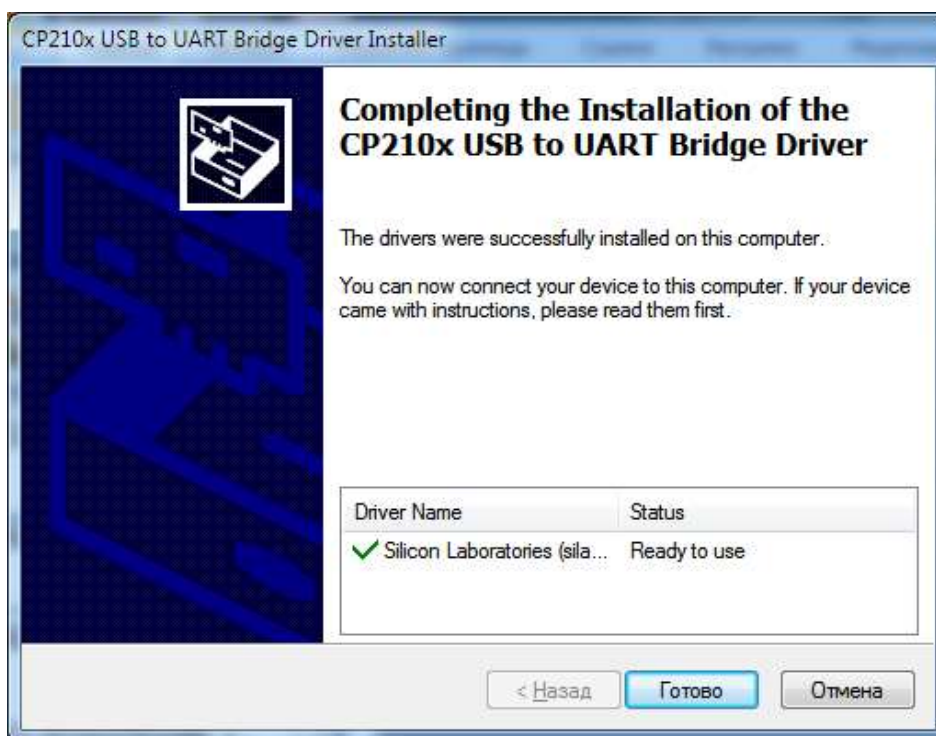 CP210x USB to UART Bridge Driver Installer
Completing the Installation of the
CP210x USB to UART Bridge Driver
The drivers were successfully installed on this computer.
You can now connect your device to this computer. If your device
came with instructions, please read them first.
Driver Name Status
Silicon Laboratories (sila... Ready to use
< Назад Готово Отмена